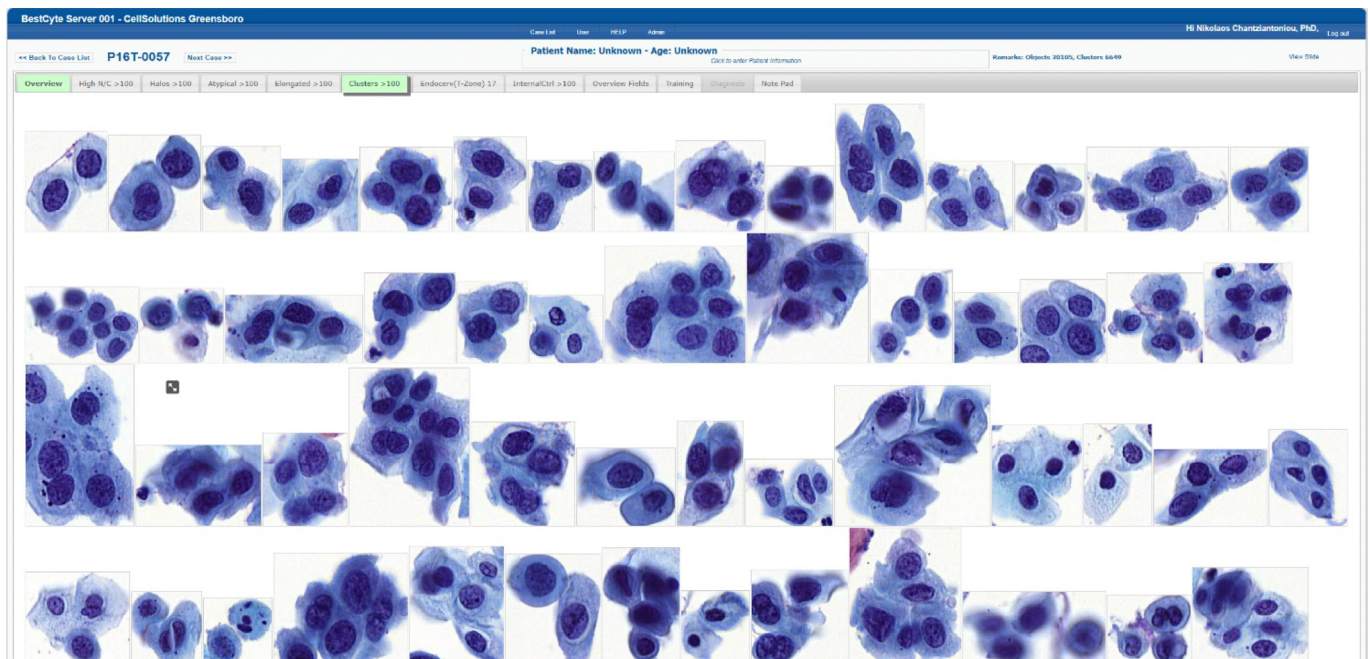 BestCyte Server 001 - CellSolutions Greensboro
Case List User HELP Admin
Hi Nikolaos Chantziantoniou, PhD, Log out
<< Back To Case List P16T-0057 Next Case >>
Patient Name: Unknown - Age: Unknown
Click to enter Patient Information
Remarks: Objects 30105, Clusters 6649
View Slide
Overview High N/C >100 Halos >100 Atypical >100 Elongated >100 Clusters >100 Endocerv(T-Zone) 17 InternalCtrl >100 Overview Fields Training Diagnosis Note Pad